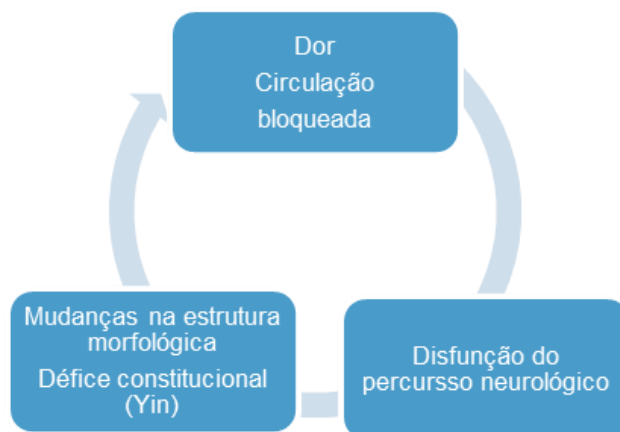 Dor
Circulação
bloqueada
Mudanças na estrutura
morfológica
Défice constitucional
(Yin)
Disfunção do
percursso neurológico